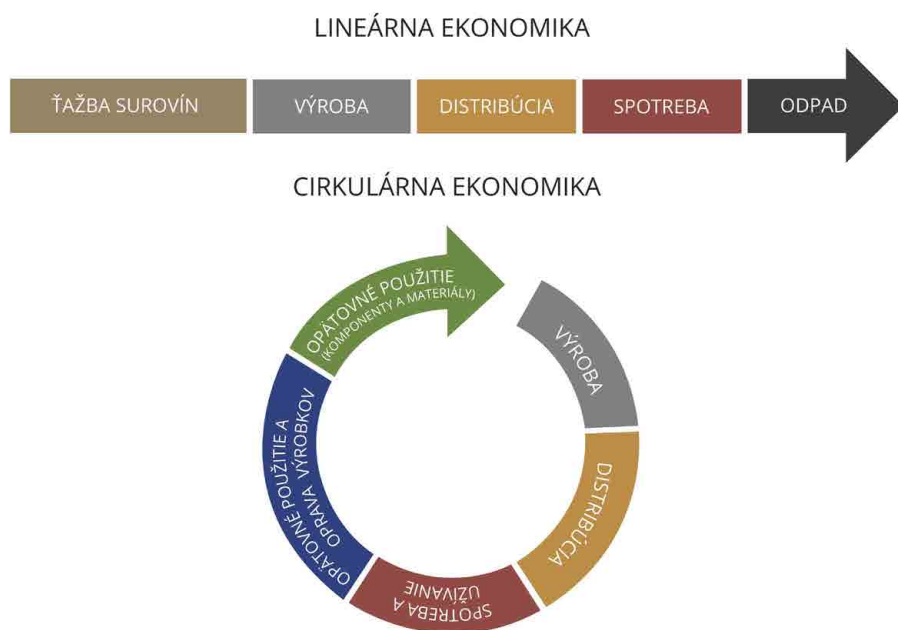 LINEÁRNA EKONOMIKA
ŤAŽBA SUROVÍN
VÝROBA
DISTRIBÚCIA
SPOTREBA
ODPAD
CIRKULÁRNA EKONOMIKA
VÝROBA
DISTRIBÚCIA
SPOTREBA A
UŽÍVANIE
OPÄTOVNÉ POUŽITIE A
OPRAVA VÝROBKOV
OPÄTOVNÉ POUŽITIE
(KOMPONENTY A MATERIÁLY)